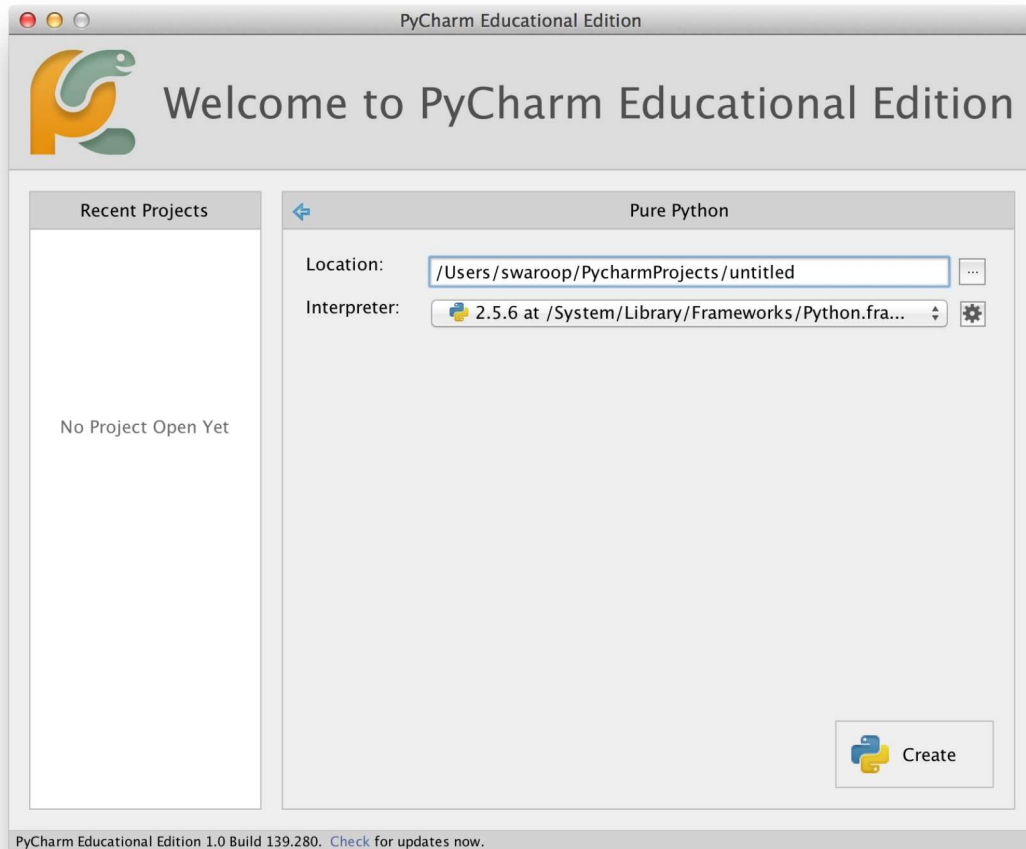 PyCharm Educational Edition
Welcome to PyCharm Educational Edition
Recent Projects
No Project Open Yet
Pure Python
Location: /Users/swaroop/PycharmProjects/untitled ...
Interpreter: 2.5.6 at /System/Library/Frameworks/Python.fra...
Create
PyCharm Educational Edition 1.0 Build 139.280. Check for updates now.